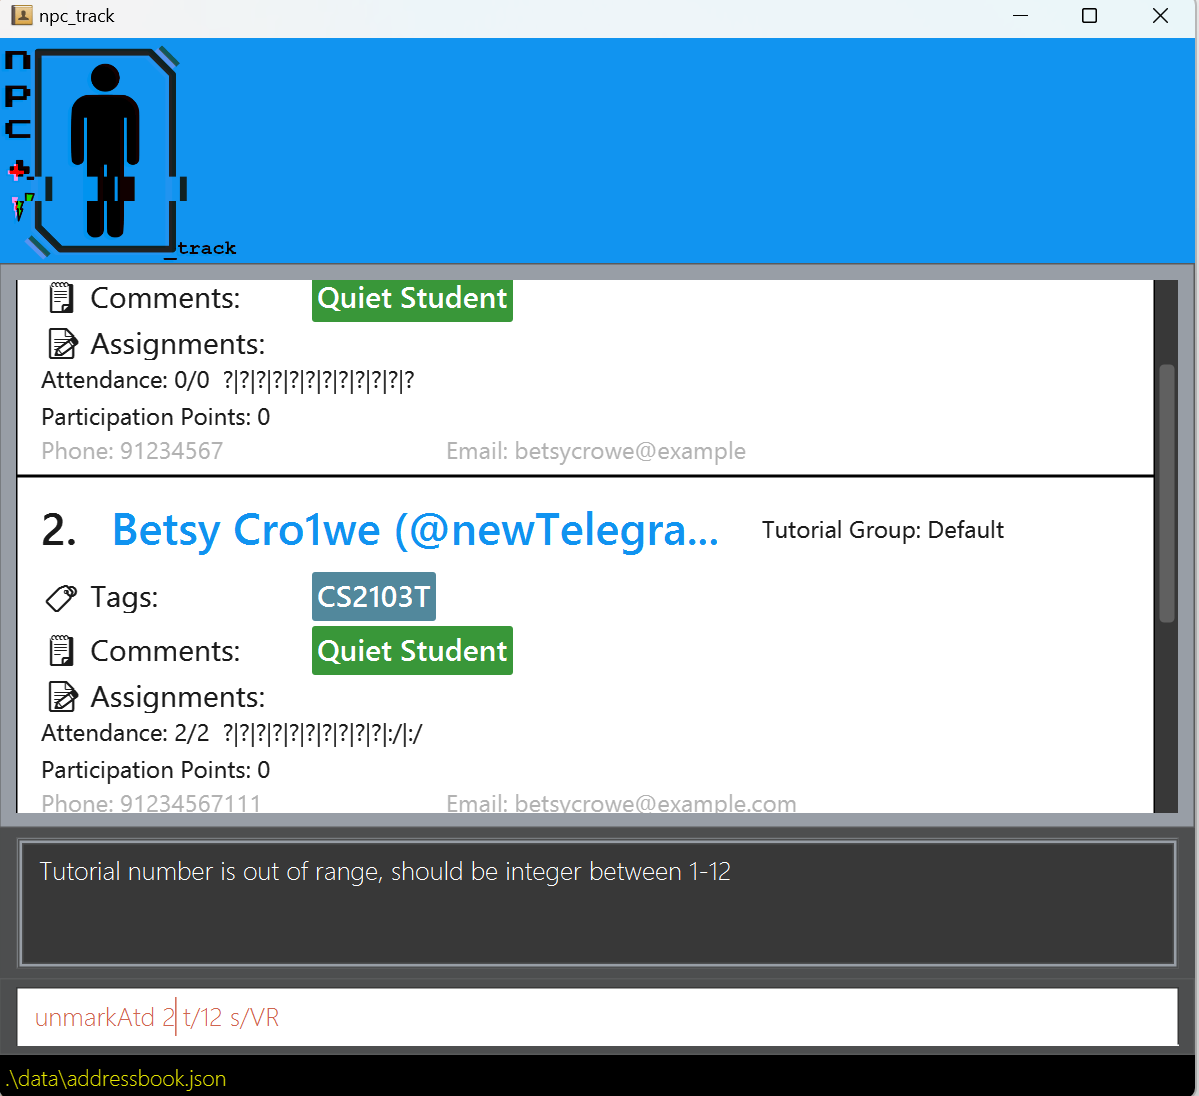 npc_track
npc
_track
Comments: Quiet Student
Assignments:
Attendance: 0/0 ?|?|?|?|?|?|?|?|?|?|?|?
Participation Points: 0
Phone: 91234567 Email: betsycrowe@example
2. Betsy Cro1we (@newTelegra... Tutorial Group: Default
Tags: CS2103T
Comments: Quiet Student
Assignments:
Attendance: 2/2 ?|?|?|?|?|?|?|?|?|?|:/|:/
Participation Points: 0
Phone: 91234567111 Email: betsycrowe@example.com
Tutorial number is out of range, should be integer between 1-12
unmarkAtd 2 t/12 s/VR
.\data\addressbook.json